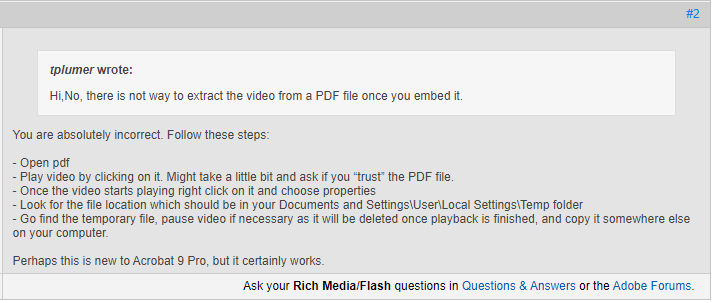 #2
tplumer wrote:
Hi,No, there is not way to extract the video from a PDF file once you embed it.
You are absolutely incorrect. Follow these steps:
- Open pdf
- Play video by clicking on it. Might take a little bit and ask if you “trust” the PDF file.
- Once the video starts playing right click on it and choose properties
- Look for the file location which should be in your Documents and Settings\User\Local Settings\Temp folder
- Go find the temporary file, pause video if necessary as it will be deleted once playback is finished, and copy it somewhere else
on your computer.
Perhaps this is new to Acrobat 9 Pro, but it certainly works.
Ask your Rich Media/Flash questions in Questions & Answers or the Adobe Forums.